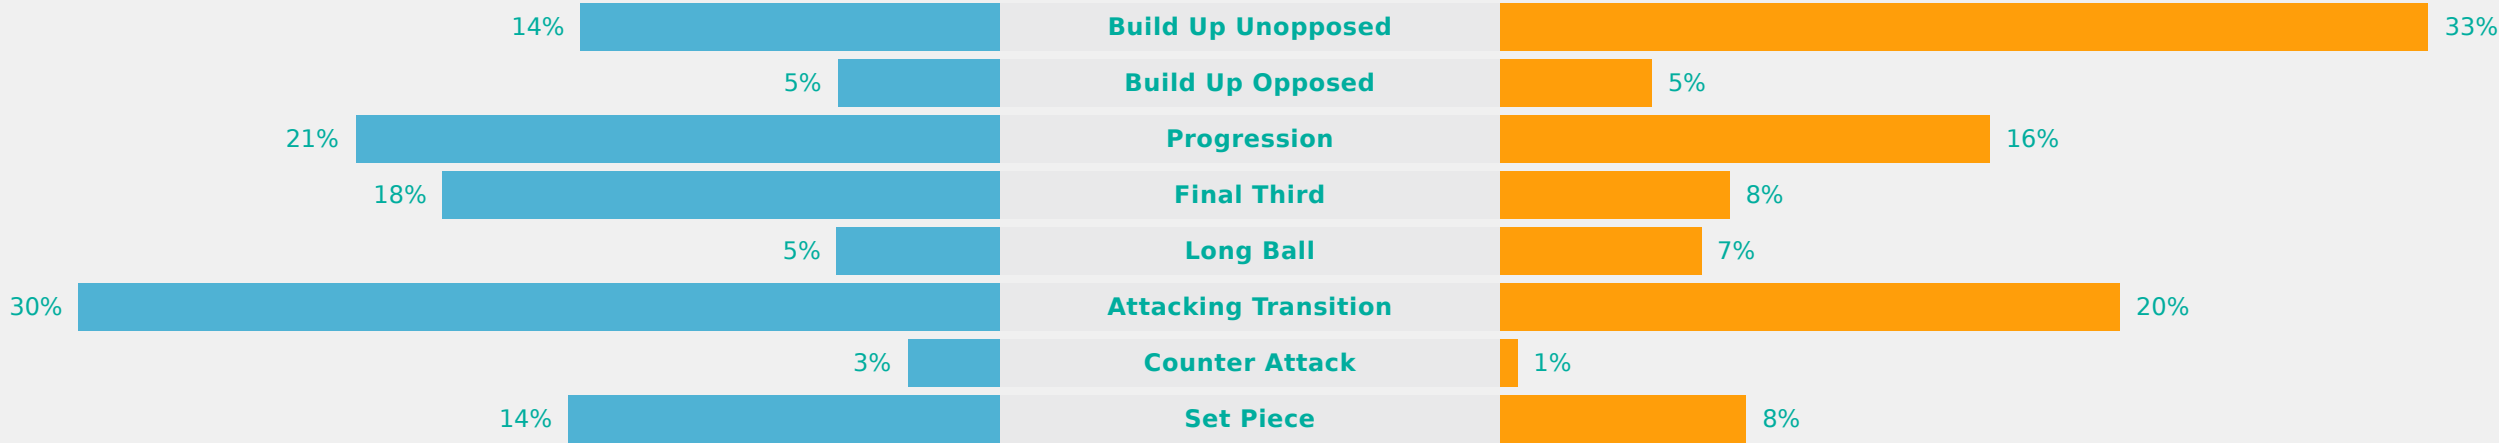 14% Build Up Unopposed 33%
5% Build Up Opposed 5%
21% Progression 16%
18% Final Third 8%
5% Long Ball 7%
30% Attacking Transition 20%
3% Counter Attack 1%
14% Set Piece 8%